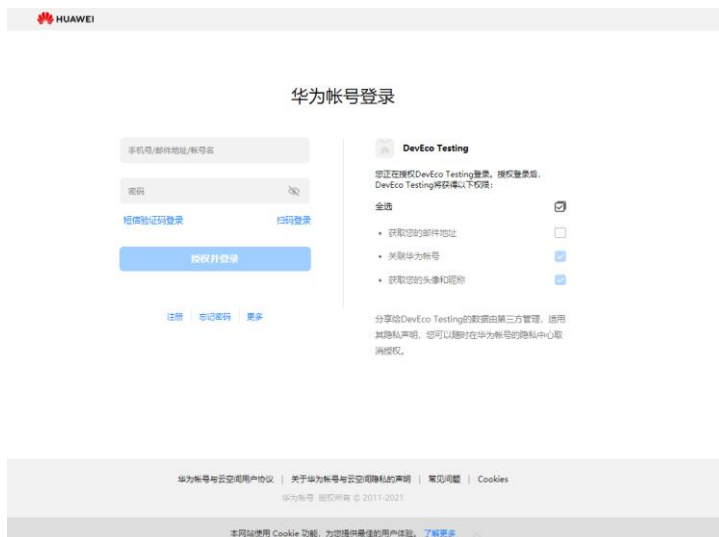 HUAWEI
华为帐号登录
手机号/邮件地址/帐号名
密码
短信验证码登录 扫码登录
授权并登录
注册 忘记密码 更多
DevEco Testing
您正在授权DevEco Testing登录。授权登录后，
DevEco Testing将获得以下权限：
全选
• 获取您的邮件地址
• 关联华为帐号
• 获取您的头像和昵称
分享给DevEco Testing的数据由第三方管理，适用
其隐私声明，您可以随时在华为帐号的隐私中心取
消授权。
华为帐号与云空间用户协议 | 关于华为帐号与云空间隐私的声明 | 常见问题 | Cookies
华为帐号 版权所有 © 2011-2021
本网站使用 Cookie 功能，为您提供最佳的用户体验。 了解更多